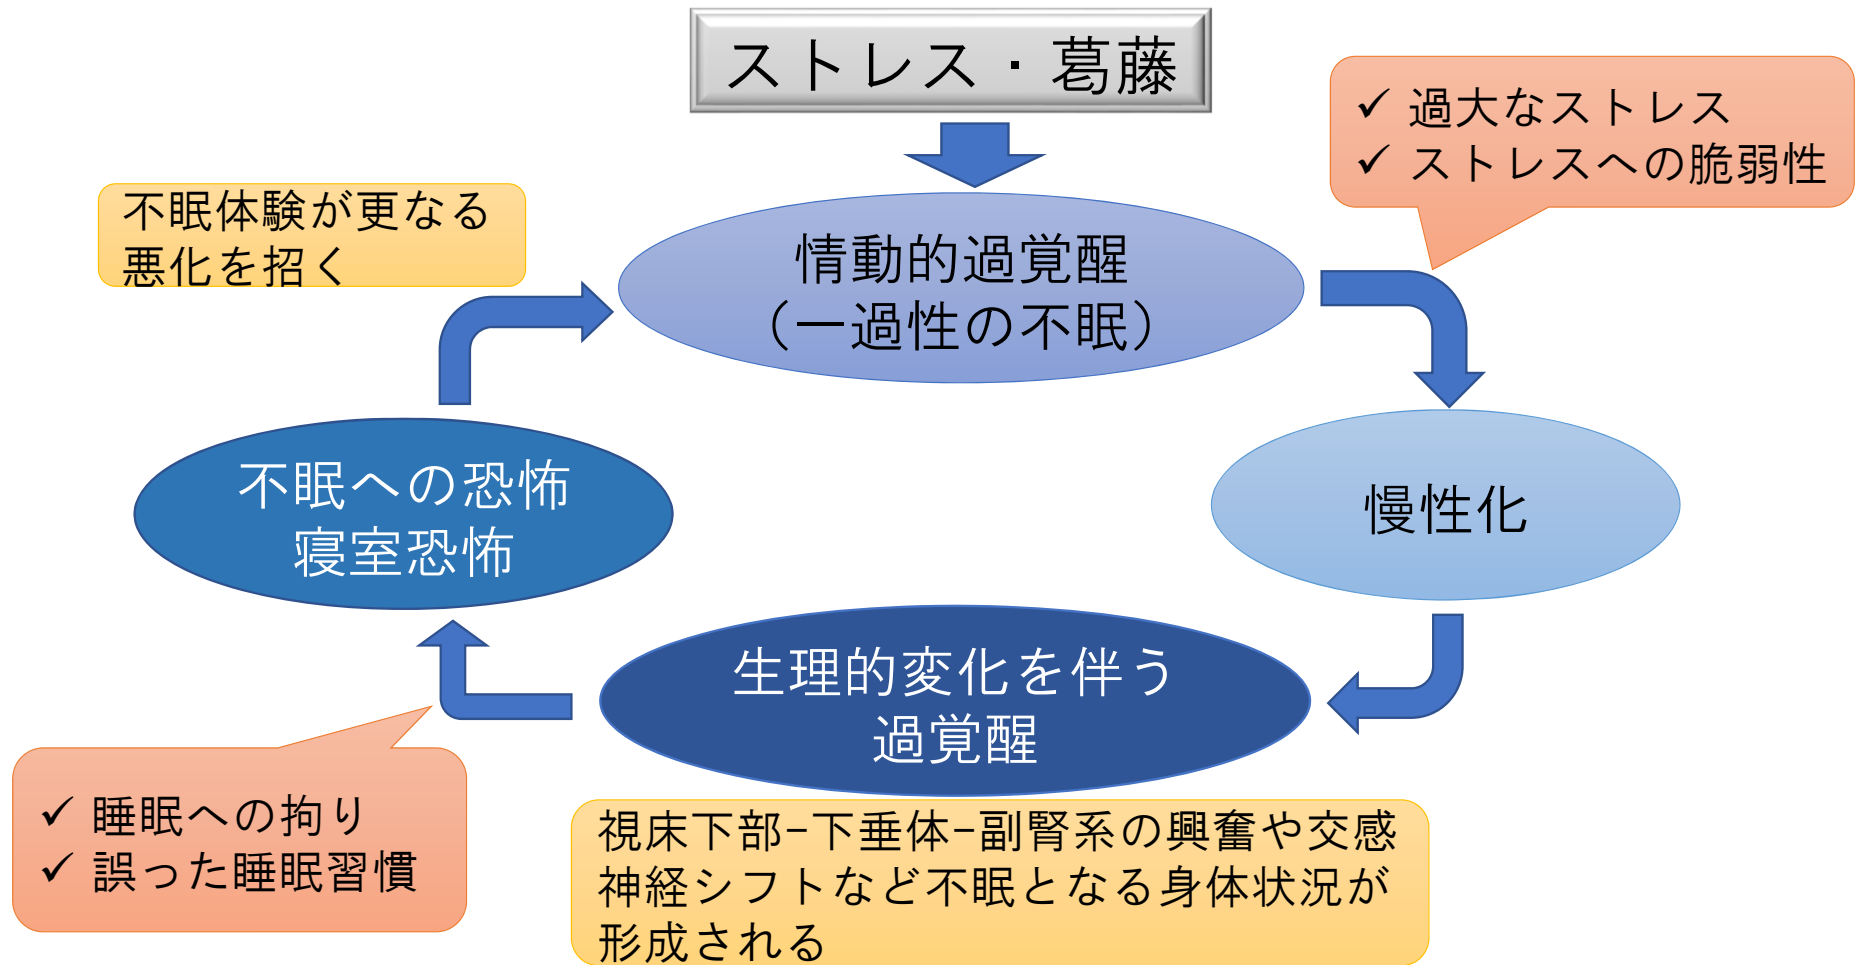 ストレス・葛藤
✓ 過大なストレス
✓ ストレスへの脆弱性
不眠体験が更なる
悪化を招く
情動的過覚醒
（一過性の不眠）
不眠への恐怖
寝室恐怖
慢性化
生理的変化を伴う
過覚醒
✓ 睡眠への拘り
✓ 誤った睡眠習慣
視床下部−下垂体−副腎系の興奮や交感
神経シフトなど不眠となる身体状況が
形成される